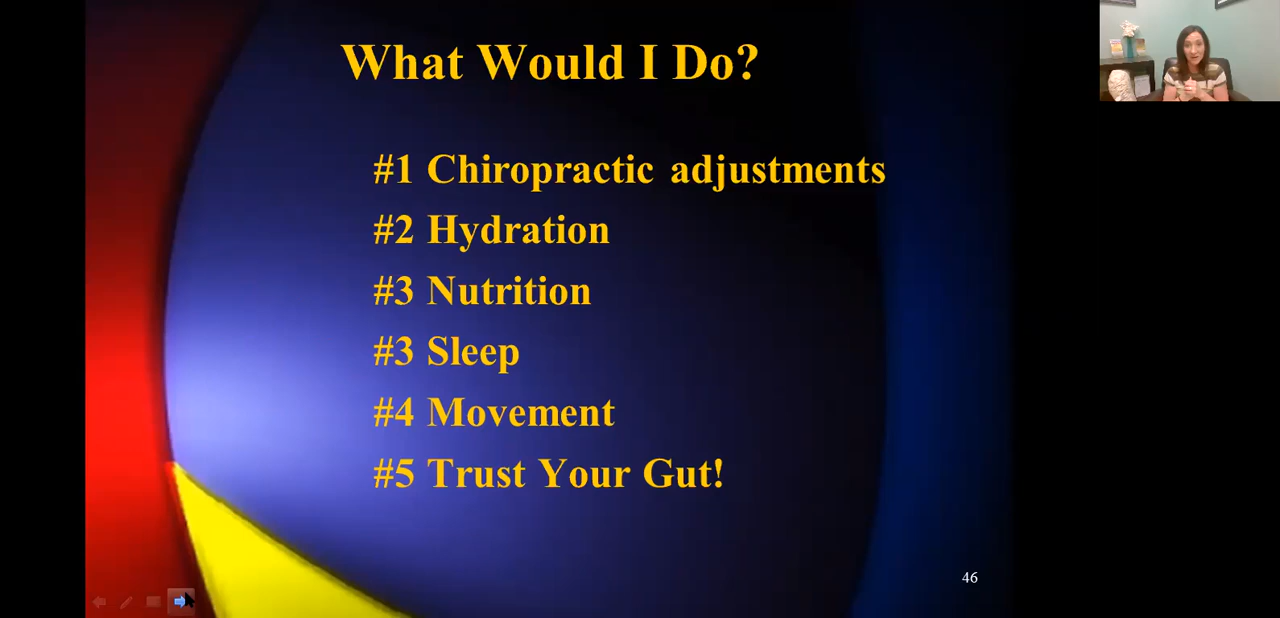 What Would I Do?
#1 Chiropractic adjustments
#2 Hydration
#3 Nutrition
#3 Sleep
#4 Movement
#5 Trust Your Gut!
46